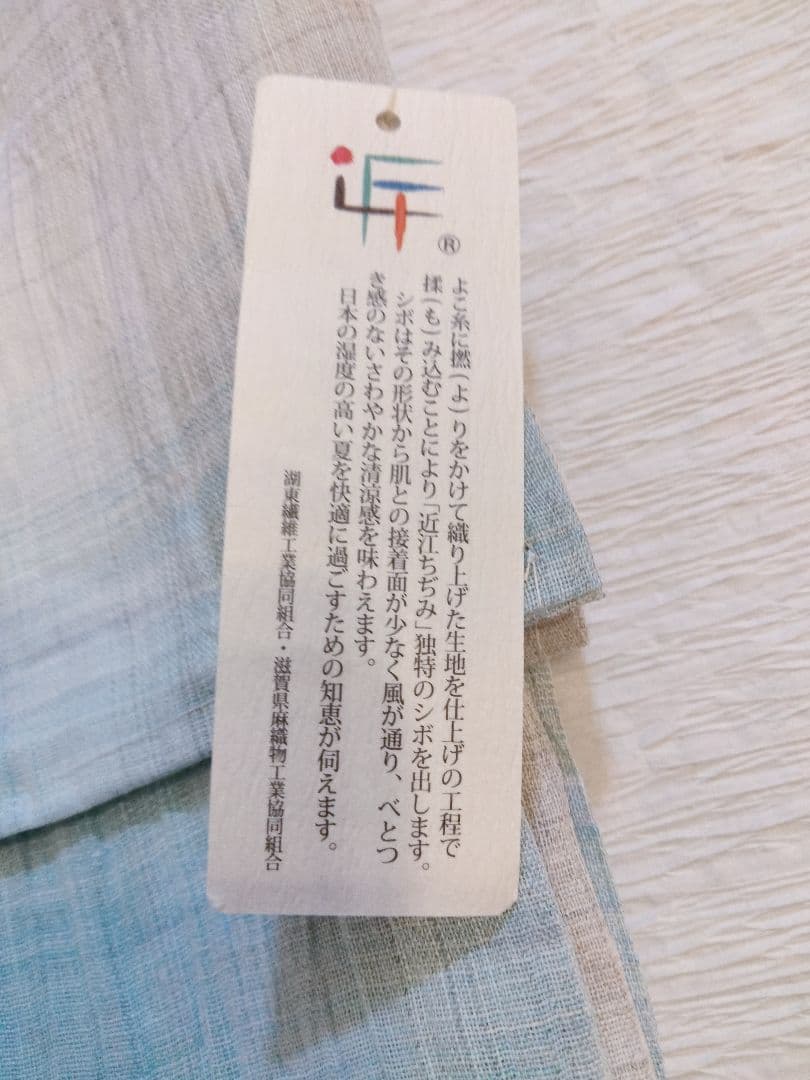 近
®
よこ糸に撚(よ)りをかけて織り上げた生地を仕上げの工程で
揉(も)み込むことにより「近江ちぢみ」独特のシボを出します。
シボはその形状から肌との接着面が少なく風が通り、べとつ
き感のないさわやかな清涼感を味わえます。
日本の湿度の高い夏を快適に過ごすための知恵が伺えます。
湖東繊維工業協同組合・滋賀県麻織物工業協同組合